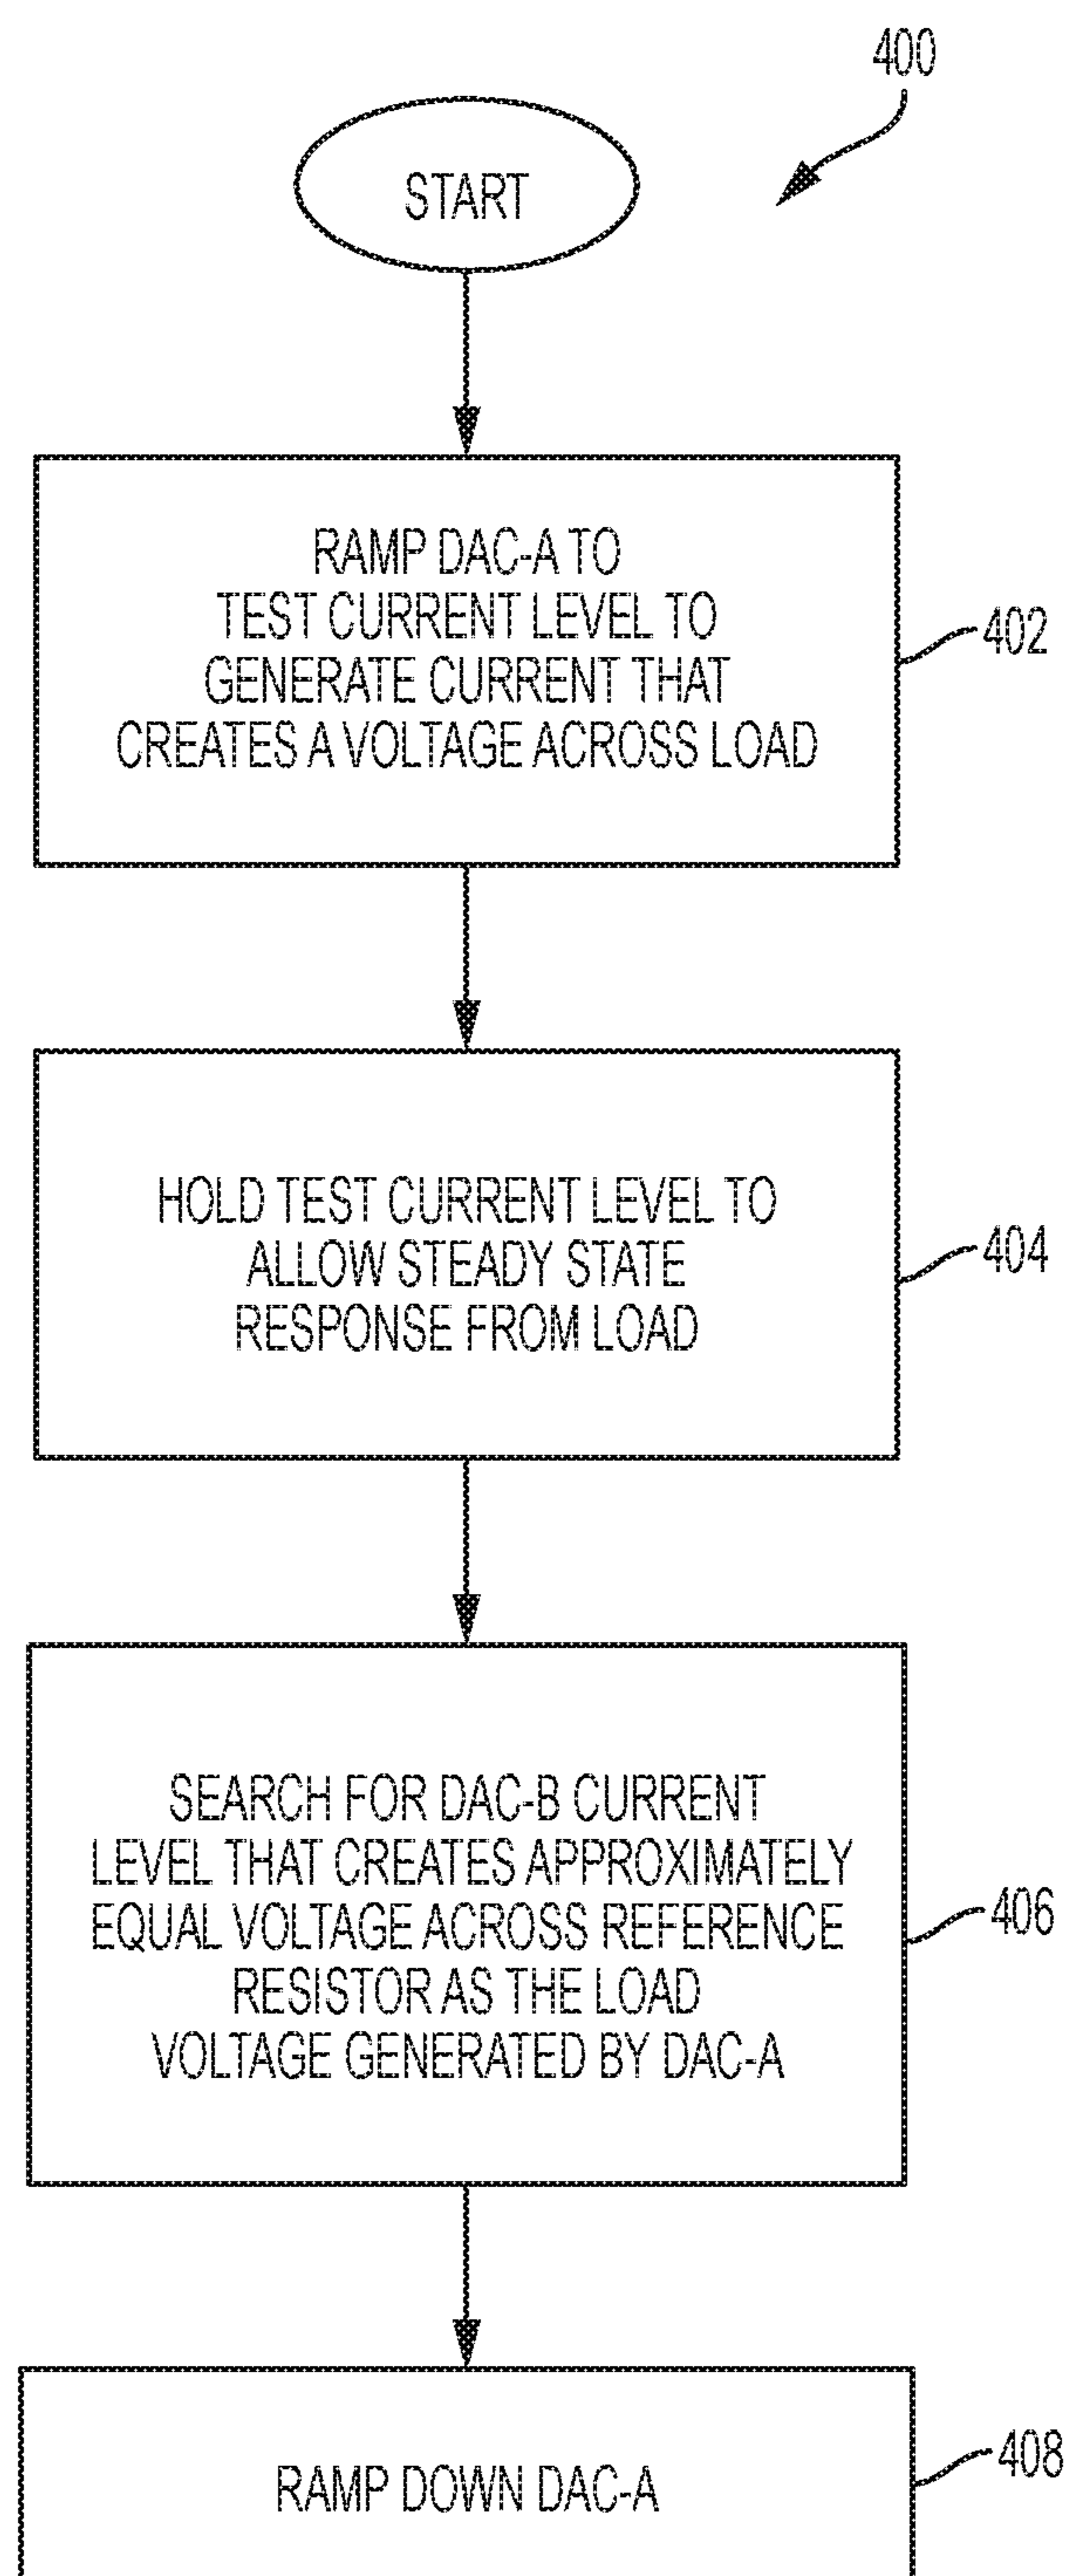 400
START
RAMP DAC-A TO
TEST CURRENT LEVEL TO
GENERATE CURRENT THAT
CREATES A VOLTAGE ACROSS LOAD
402
HOLD TEST CURRENT LEVEL TO
ALLOW STEADY STATE
RESPONSE FROM LOAD
404
SEARCH FOR DAC-B CURRENT
LEVEL THAT CREATES APPROXIMATELY
EQUAL VOLTAGE ACROSS REFERENCE
RESISTOR AS THE LOAD
VOLTAGE GENERATED BY DAC-A
406
RAMP DOWN DAC-A
408